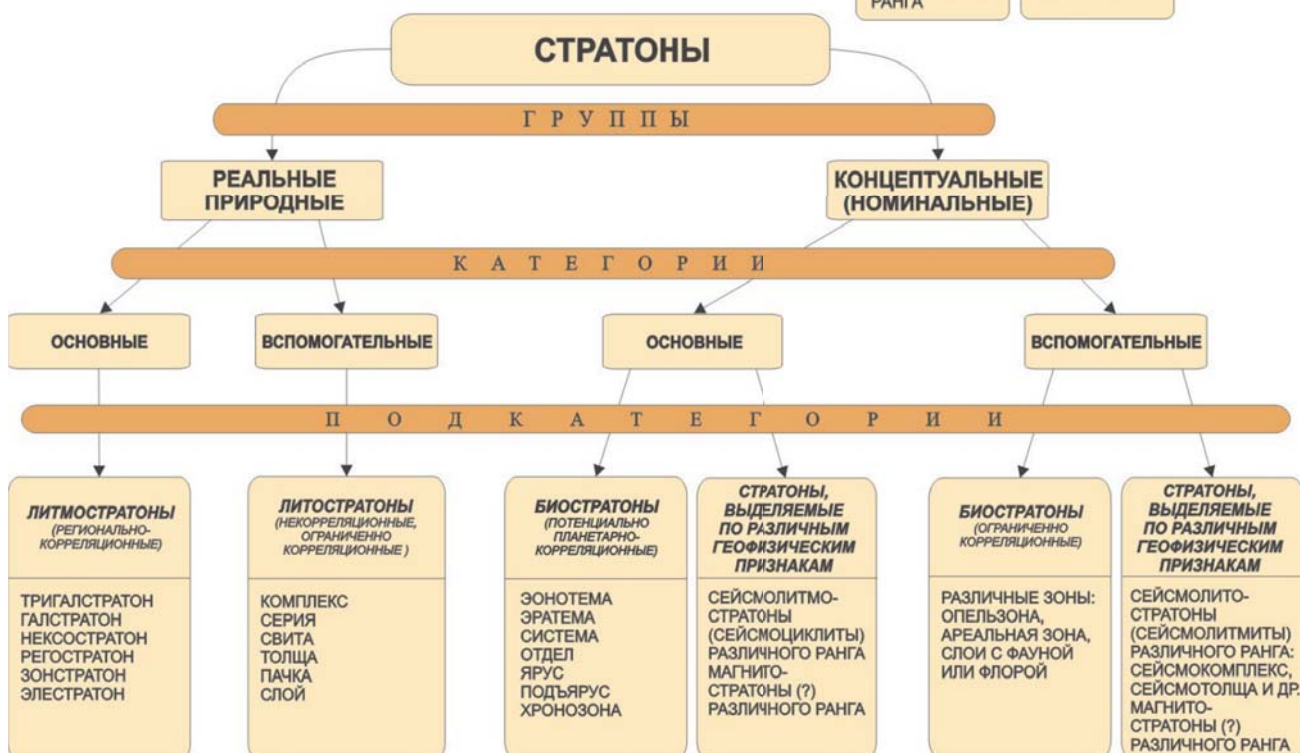 РАНГА
СТРАТОНЫ
ГРУППЫ
РЕАЛЬНЫЕ
ПРИРОДНЫЕ
КОНЦЕПТУАЛЬНЫЕ
(НОМИНАЛЬНЫЕ)
КАТЕГОРИИ
ОСНОВНЫЕ
ВСПОМОГАТЕЛЬНЫЕ
ОСНОВНЫЕ
ВСПОМОГАТЕЛЬНЫЕ
ПОДКАТЕГОРИИ
ЛИТМОСТРАТОНЫ
(РЕГИОНАЛЬНО-
КОРРЕЛЯЦИОННЫЕ)
ТРИГАЛСТРАТОН
ГАЛСТРАТОН
НЕКСОСТРАТОН
РЕГОСТРАТОН
ЗОНСТРАТОН
ЭЛЕСТРАТОН
ЛИТОСТРАТОНЫ
(НЕКОРРЕЛЯЦИОННЫЕ,
ОГРАНИЧЕННО
КОРРЕЛЯЦИОННЫЕ )
КОМПЛЕКС
СЕРИЯ
СВИТА
ТОЛЩА
ПАЧКА
СЛОЙ
БИОСТРАТОНЫ
(ПОТЕНЦИАЛЬНО
ПЛАНЕТАРНО-
КОРРЕЛЯЦИОННЫЕ)
ЭОНОТЕМА
ЭРАТЕМА
СИСТЕМА
ОТДЕЛ
ЯРУС
ПОДЪЯРУС
ХРОНОЗОНА
СТРАТОНЫ,
ВЫДЕЛЯЕМЫЕ
ПО РАЗЛИЧНЫМ
ГЕОФИЗИЧЕСКИМ
ПРИЗНАКАМ
СЕЙСМОЛИТМО-
СТРАТОНЫ
(СЕЙСМОЦИКЛИТЫ)
РАЗЛИЧНОГО РАНГА
МАГНИТО-
СТРАТОНЫ (?)
РАЗЛИЧНОГО РАНГА
БИОСТРАТОНЫ
(ОГРАНИЧЕННО
КОРРЕЛЯЦИОННЫЕ)
РАЗЛИЧНЫЕ ЗОНЫ:
ОПЕЛЬЗОНА,
АРЕАЛЬНАЯ ЗОНА,
СЛОИ С ФАУНОЙ
ИЛИ ФЛОРОЙ
СТРАТОНЫ,
ВЫДЕЛЯЕМЫЕ
ПО РАЗЛИЧНЫМ
ГЕОФИЗИЧЕСКИМ
ПРИЗНАКАМ
СЕЙСМОЛИТО-
СТРАТОНЫ
(СЕЙСМОЛИТМИТЫ)
РАЗЛИЧНОГО РАНГА:
СЕЙСМОКОМПЛЕКС,
СЕЙСМОТОЛЩА И ДР.
МАГНИТО-
СТРАТОНЫ (?)
РАЗЛИЧНОГО РАНГА